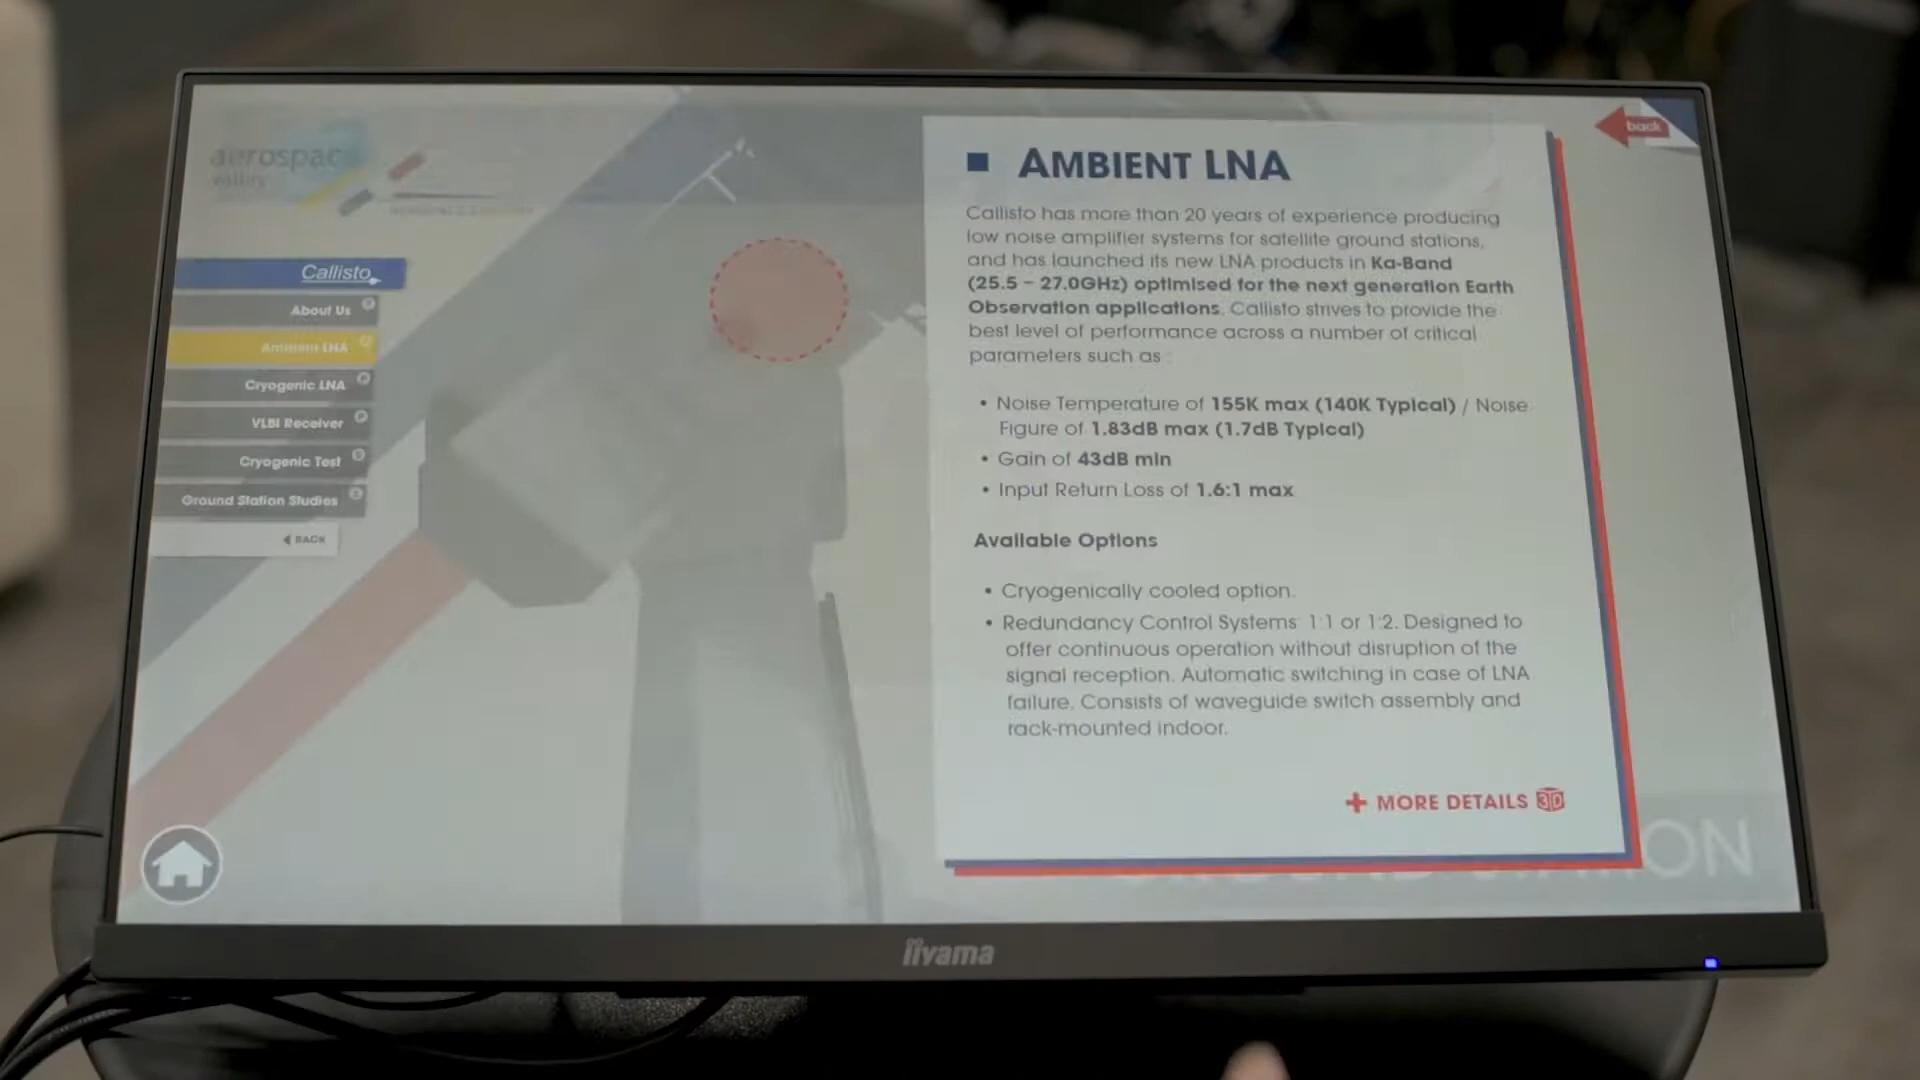 aerospac
valley
Callisto
About Us
Ambient LNA
Cryogenic LNA
VLBI Receiver
Cryogenic Test
Ground Station Studies
BACK
back
AMBIENT LNA
Callisto has more than 20 years of experience producing
low noise amplifier systems for satellite ground stations,
and has launched its new LNA products in Ka-Band
(25.5 – 27.0GHz) optimised for the next generation Earth
Observation applications. Callisto strives to provide the
best level of performance across a number of critical
parameters such as :
• Noise Temperature of 155K max (140K Typical) / Noise
Figure of 1.83dB max (1.7dB Typical)
• Gain of 43dB min
• Input Return Loss of 1.6:1 max
Available Options
• Cryogenically cooled option.
• Redundancy Control Systems 1:1 or 1:2. Designed to
offer continuous operation without disruption of the
signal reception. Automatic switching in case of LNA
failure. Consists of waveguide switch assembly and
rack-mounted indoor.
+ MORE DETAILS 3D
ON
iiyama